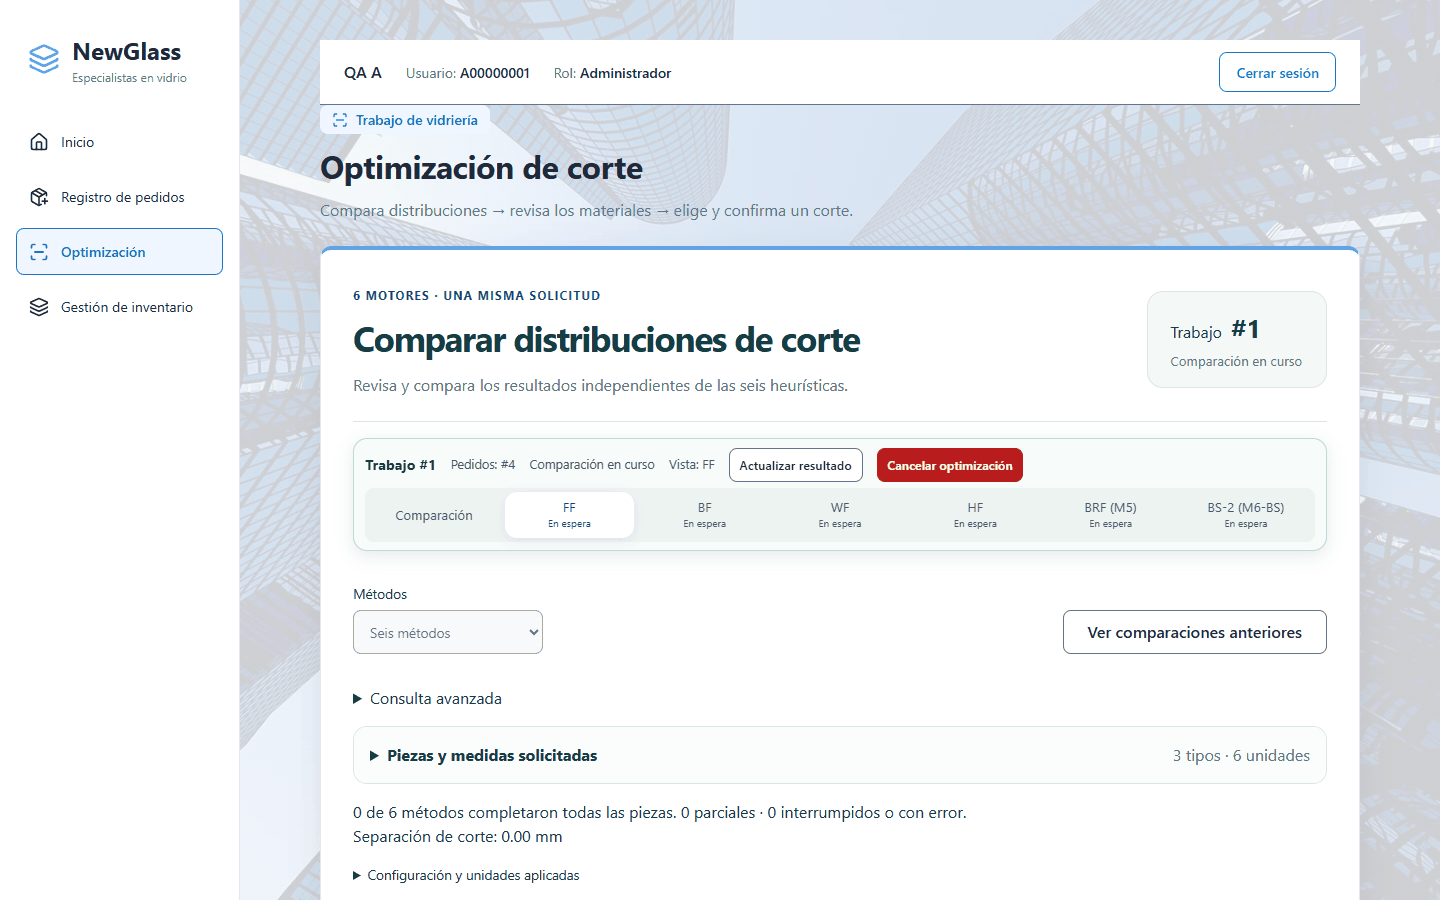 NewGlass
Especialistas en vidrio
Inicio
Registro de pedidos
Optimización
Gestión de inventario
QA A Usuario: A00000001 Rol: Administrador Cerrar sesión
Trabajo de vidriería
Optimización de corte
Compara distribuciones → revisa los materiales → elige y confirma un corte.
6 MOTORES · UNA MISMA SOLICITUD
Comparar distribuciones de corte
Revisa y compara los resultados independientes de las seis heurísticas.
Trabajo #1
Comparación en curso
Trabajo #1 Pedidos: #4 Comparación en curso Vista: FF Actualizar resultado Cancelar optimización
Comparación FF BF WF HF BRF (M5) BS-2 (M6-BS)
En espera En espera En espera En espera En espera En espera
Métodos
Seis métodos Ver comparaciones anteriores
▶ Consulta avanzada
▶ Piezas y medidas solicitadas 3 tipos · 6 unidades
0 de 6 métodos completaron todas las piezas. 0 parciales · 0 interrumpidos o con error.
Separación de corte: 0.00 mm
▶ Configuración y unidades aplicadas